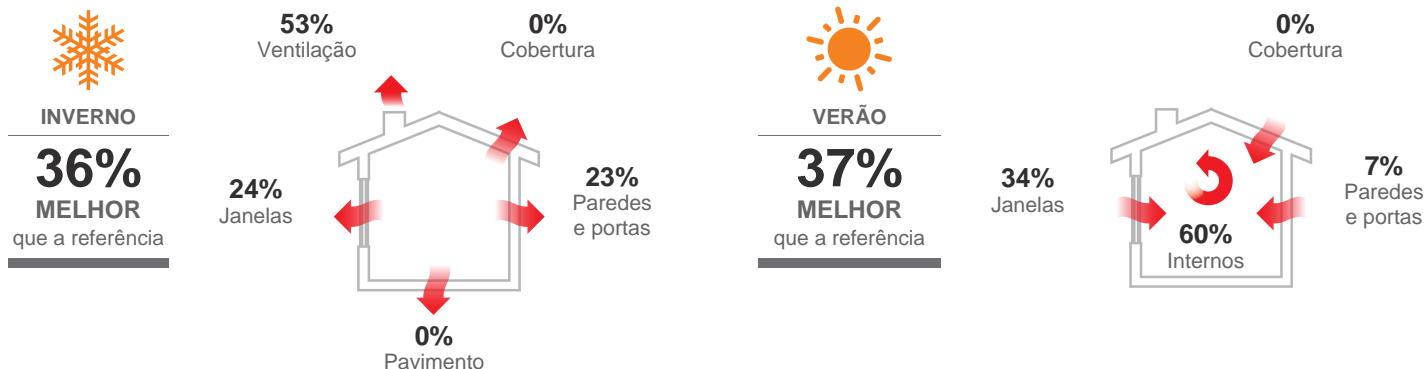 INVERNO
36%
MELHOR
que a referência
53%
Ventilação
0%
Cobertura
24%
Janelas
23%
Paredes
e portas
0%
Pavimento
VERÃO
37%
MELHOR
que a referência
0%
Cobertura
34%
Janelas
7%
Paredes
e portas
60%
Internos